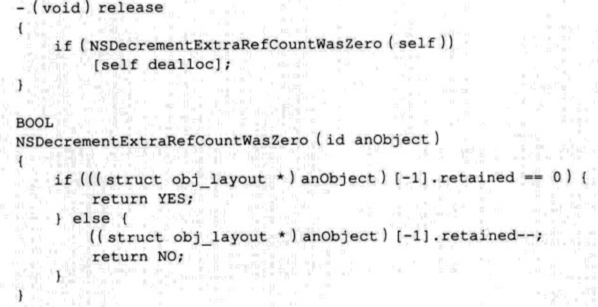 - (void) release
{
    if (NSDecrementExtraRefCountWasZero (self))
        [self dealloc];
}

BOOL
NSDecrementExtraRefCountWasZero (id anObject)
{
    if (((struct obj_layout *) anObject) [-1].retained == 0) {
        return YES;
    } else {
        ((struct obj_layout *) anObject) [-1].retained--;
        return NO;
    }
}